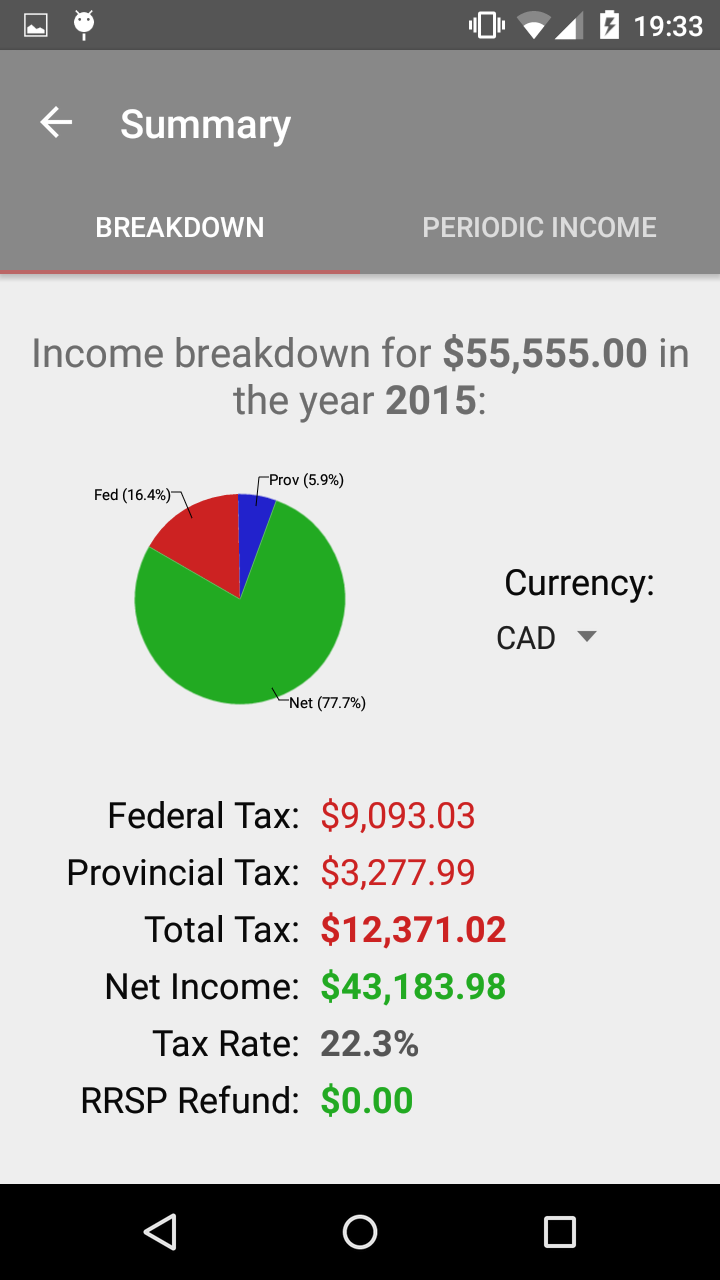 19:33
Summary
BREAKDOWN
PERIODIC INCOME
Income breakdown for $55,555.00 in
the year 2015:
Prov (5.9%)
Fed (16.4%)
Net (77.7%)
Currency:
CAD
Federal Tax: $9,093.03
Provincial Tax: $3,277.99
Total Tax: $12,371.02
Net Income: $43,183.98
Tax Rate: 22.3%
RRSP Refund: $0.00